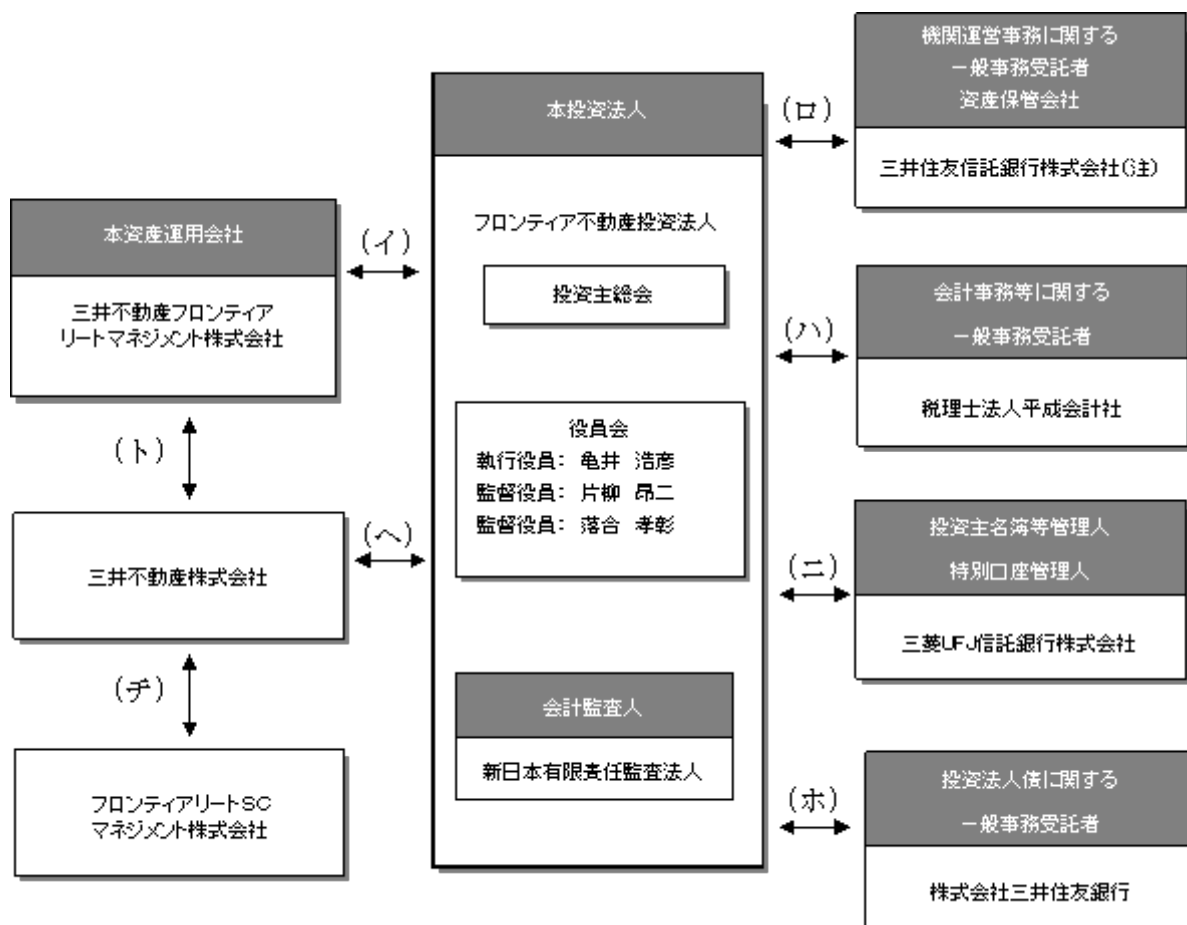 本資産運用会社
三井不動産フロンティア
リートマネジメント株式会社
(イ)
(ト)
三井不動産株式会社
(ヘ)
(チ)
フロンティアリートSC
マネジメント株式会社
本投資法人
フロンティア不動産投資法人
投資主総会
役員会
執行役員： 亀井 浩彦
監督役員： 片柳 昂二
監督役員： 落合 孝彰
会計監査人
新日本有限責任監査法人
(ロ)
機関運営事務に関する
一般事務受託者
資産保管会社
三井住友信託銀行株式会社(注)
(ハ)
会計事務等に関する
一般事務受託者
税理士法人平成会計社
(ニ)
投資主名簿等管理人
特別口座管理人
三菱UFJ信託銀行株式会社
(ホ)
投資法人債に関する
一般事務受託者
株式会社三井住友銀行